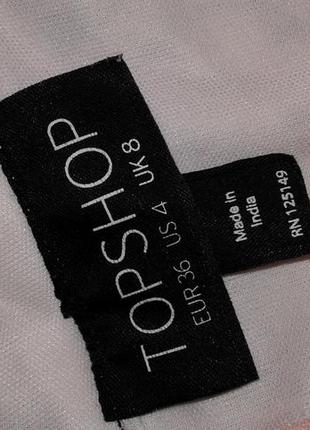 TOPSHOP
EUR 36 US 4 UK 8
Made in
India
RN 125149